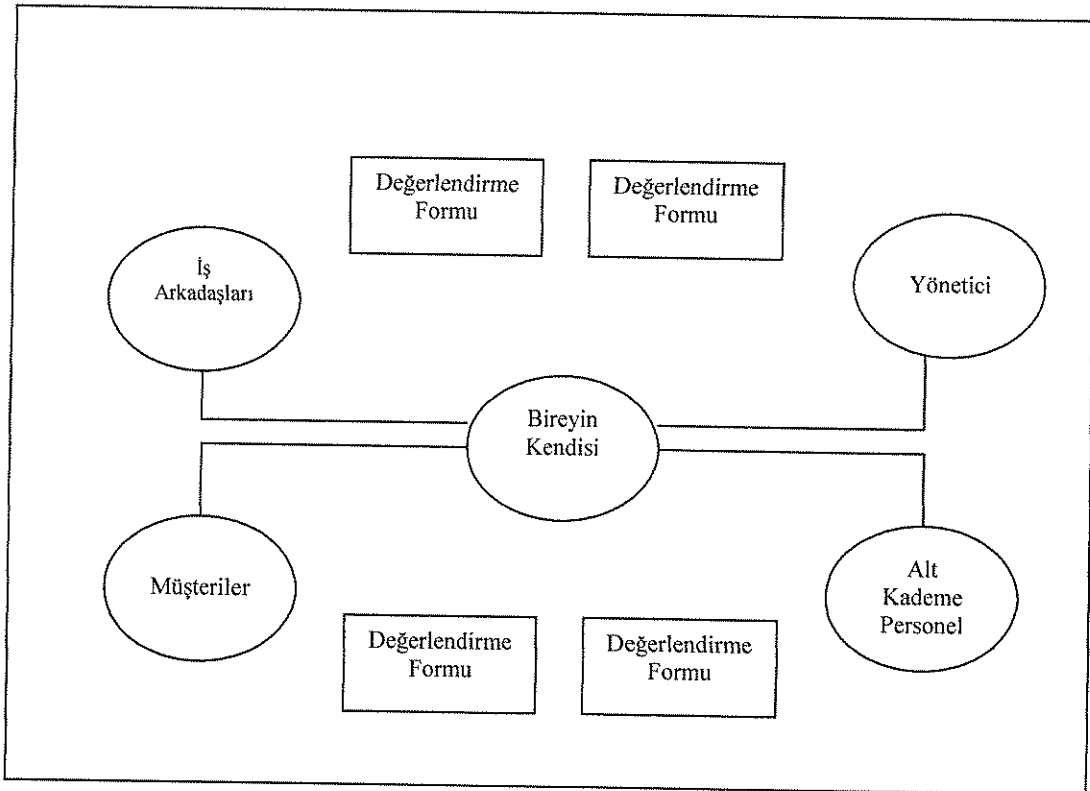 Değerlendirme
Formu
Değerlendirme
Formu
İş
Arkadaşları
Yönetici
Bireyin
Kendisi
Müşteriler
Alt
Kademe
Personel
Değerlendirme
Formu
Değerlendirme
Formu